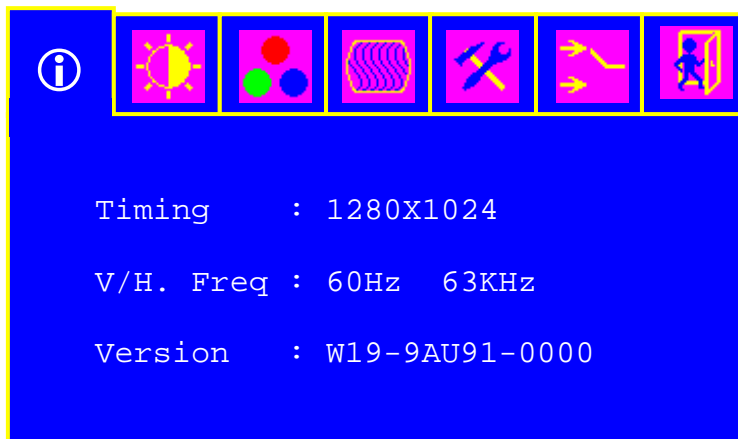 Timing : 1280X1024
V/H. Freq : 60Hz 63KHz
Version : W19-9AU91-0000